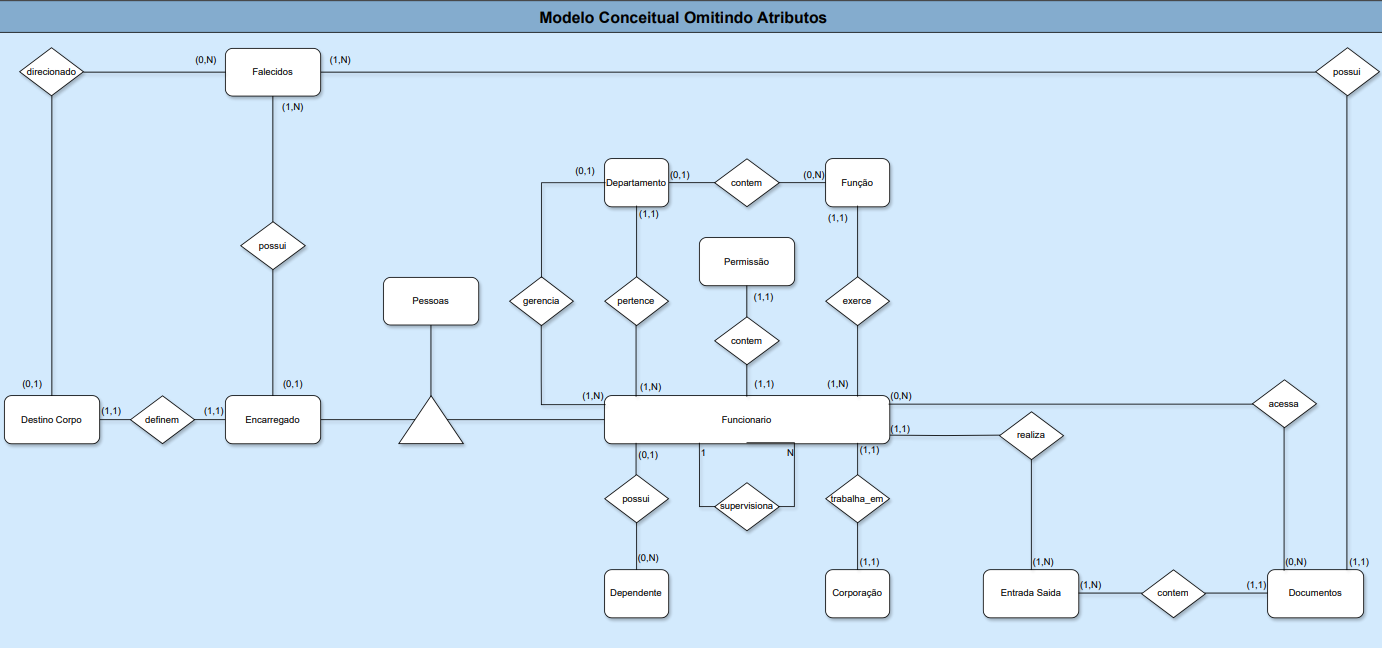 Modelo Conceitual Omitindo Atributos
direcionado
(0,N)
Falecidos
(1,N)
possui
(1,N)
(0,1)
Departamento
(0,1)
contem
(0,N)
Função
(1,1)
(1,1)
possui
Permissão
(1,1)
Pessoas
gerencia
pertence
exerce
contem
(0,1)
(0,1)
(1,N)
(1,N)
(1,1)
(1,N)
(0,N)
acessa
Destino Corpo
(1,1)
definem
(1,1)
Encarregado
Funcionario
(1,1)
realiza
(0,1)
1
N
(1,1)
possui
supervisiona
trabalha_em
(0,N)
(1,1)
(1,N)
(0,N)
(1,1)
Dependente
Corporação
Entrada Saida
(1,N)
contem
(1,1)
Documentos